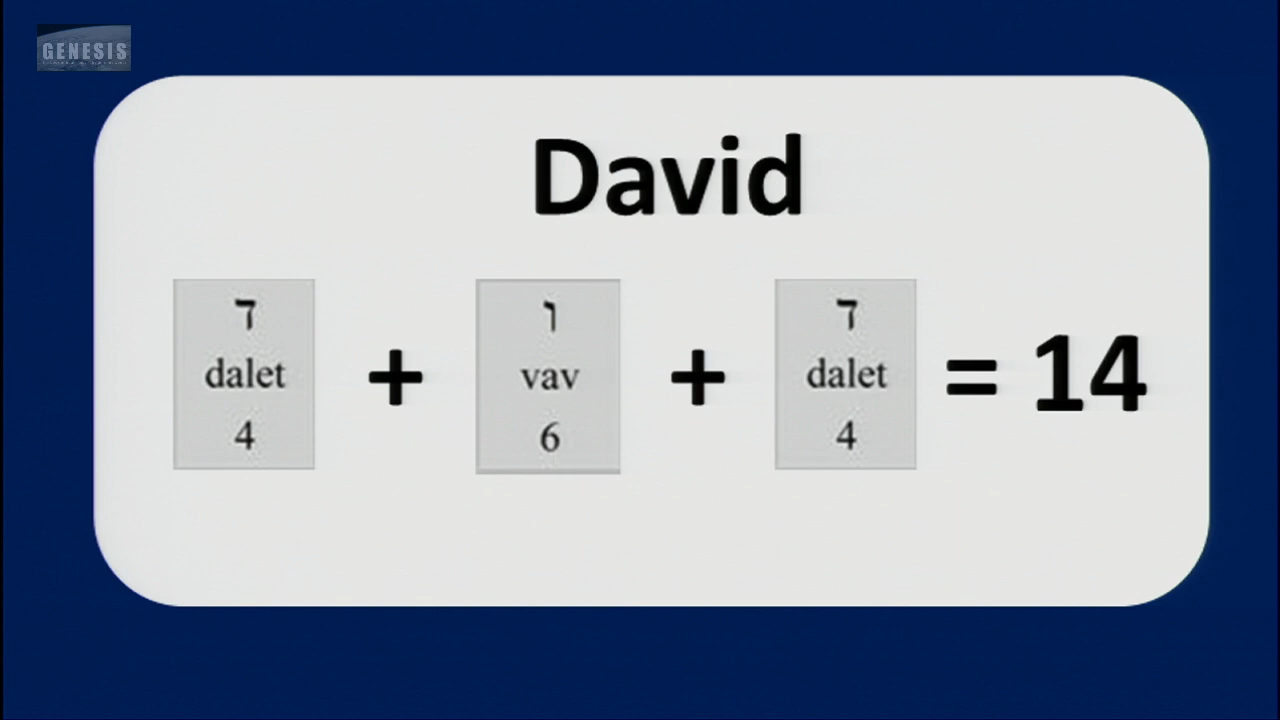 GENESIS
David
ד + ו + ד = 14
dalet vav dalet
4 6 4